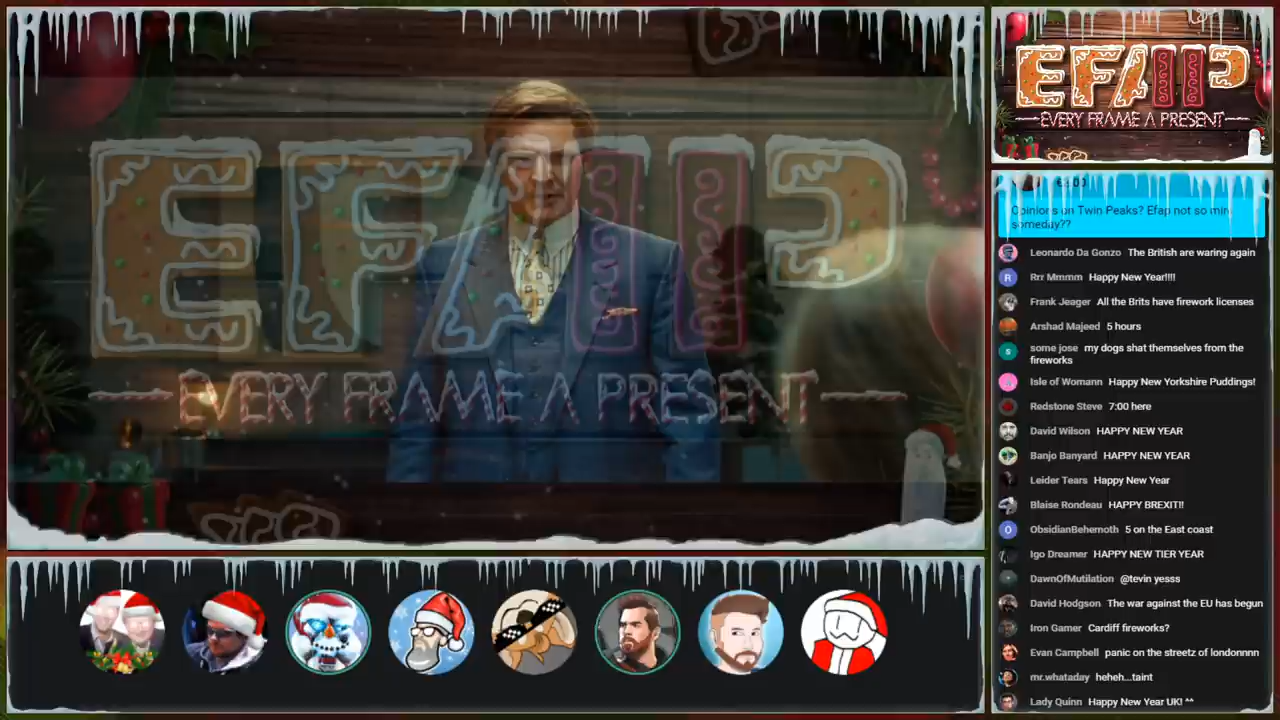 EFAP
EVERY FRAME A PRESENT
EFAP
EVERY FRAME A PRESENT
€5.00
Opinions on Twin Peaks? Efap not so mini
someday??
Leonardo Da Gonzo The British are waring again
R
Rrr Mmmm Happy New Year!!!!
Frank Jeager All the Brits have firework licenses
Arshad Majeed 5 hours
s
some jose my dogs shat themselves from the
fireworks
Isle of Womann Happy New Yorkshire Puddings!
Redstone Steve 7:00 here
David Wilson HAPPY NEW YEAR
Banjo Banyard HAPPY NEW YEAR
Leider Tears Happy New Year
Blaise Rondeau HAPPY BREXIT!!
O
ObsidianBehemoth 5 on the East coast
Igo Dreamer HAPPY NEW TIER YEAR
DawnOfMutilation @tevin yesss
David Hodgson The war against the EU has begun
Iron Gamer Cardiff fireworks?
Evan Campbell panic on the streetz of londonnnn
mr.whataday heheh...taint
Lady Quinn Happy New Year UK! ^^